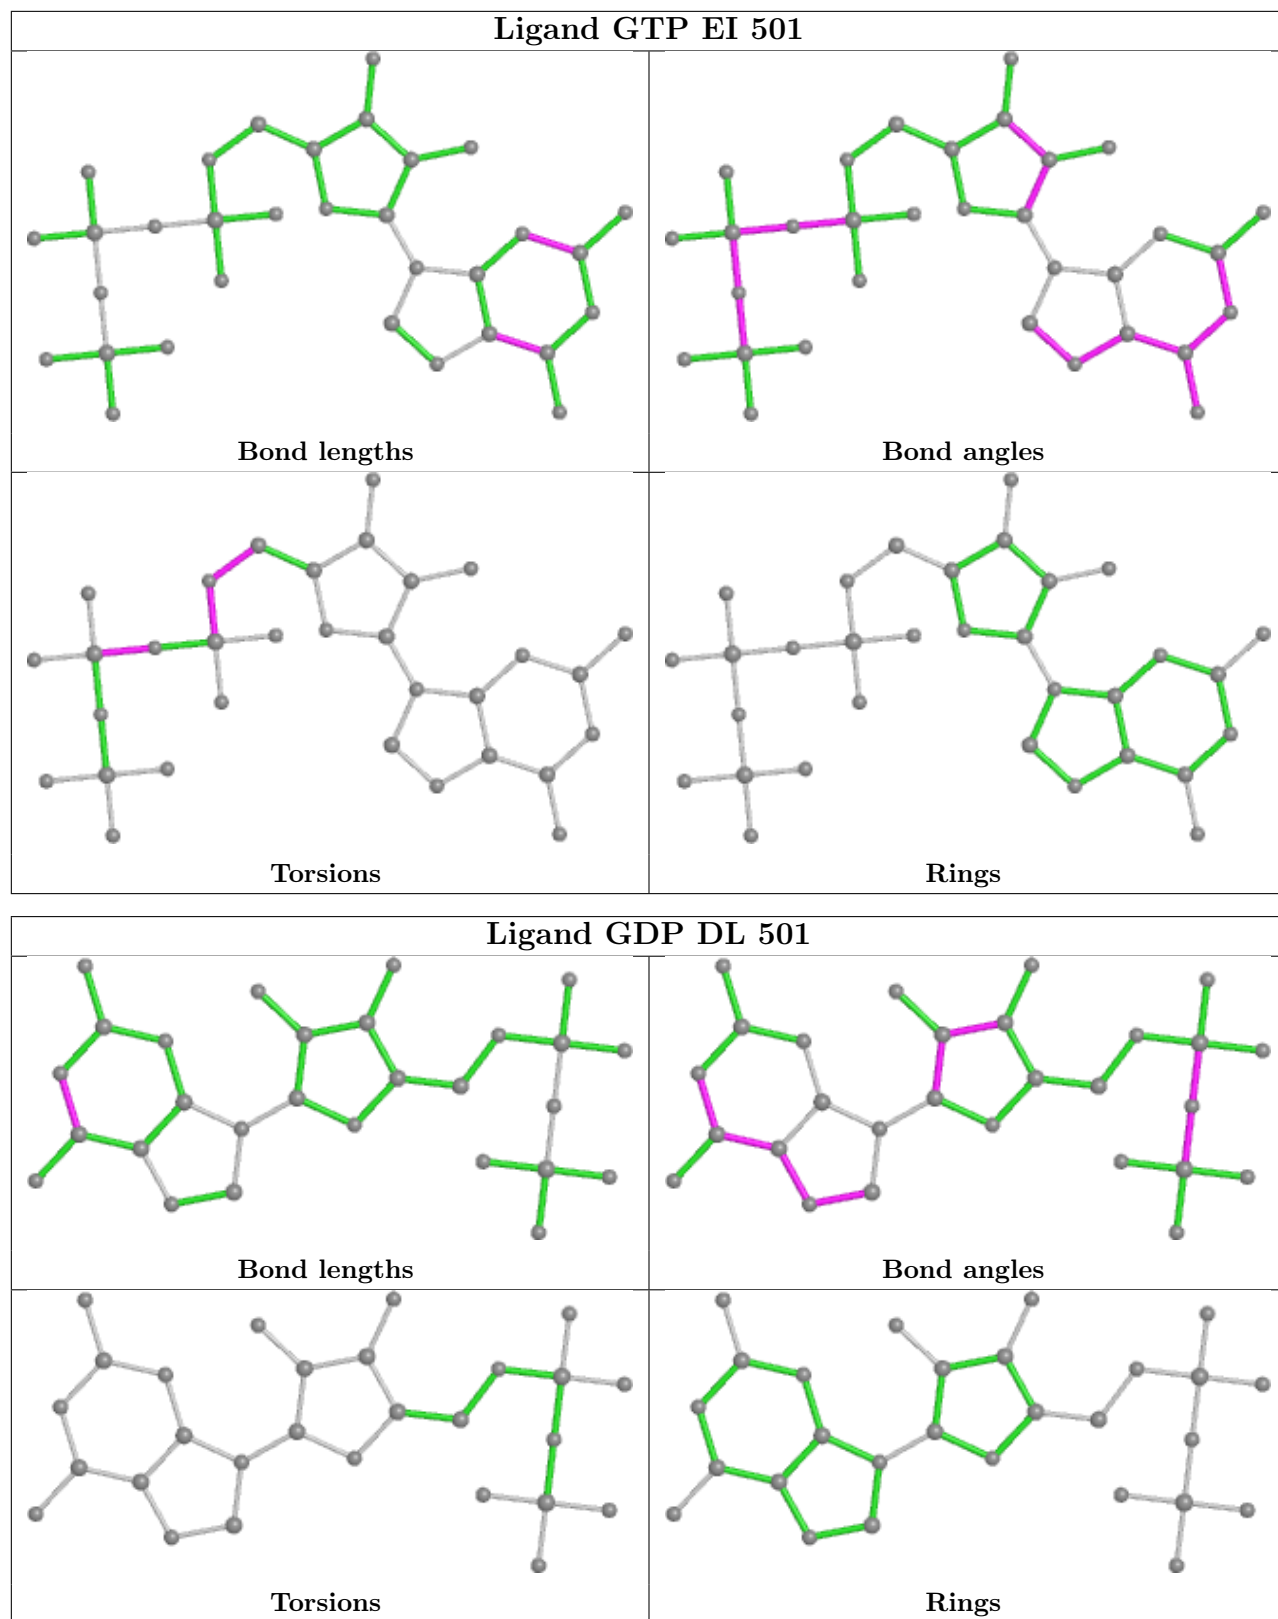 Ligand GTP EI 501
Bond lengths
Bond angles
Torsions
Rings
Ligand GDP DL 501
Bond lengths
Bond angles
Torsions
Rings